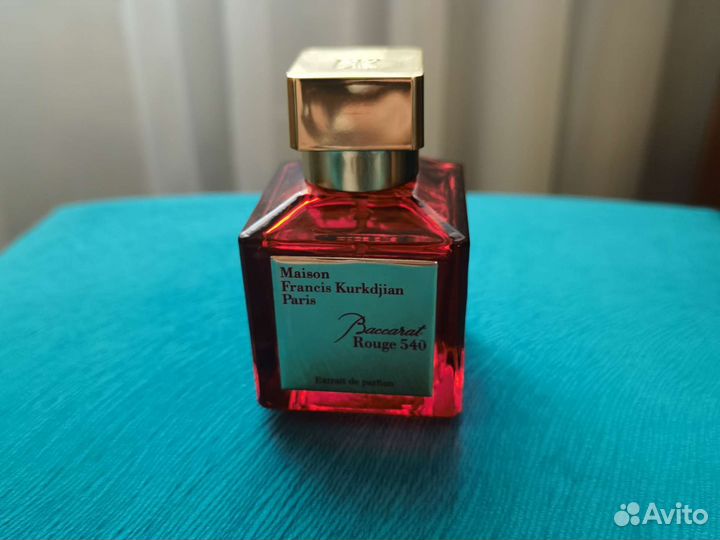 Maison
Francis Kurkdjian
Paris
Baccarat
Rouge 540
Extrait de parfum
Avito